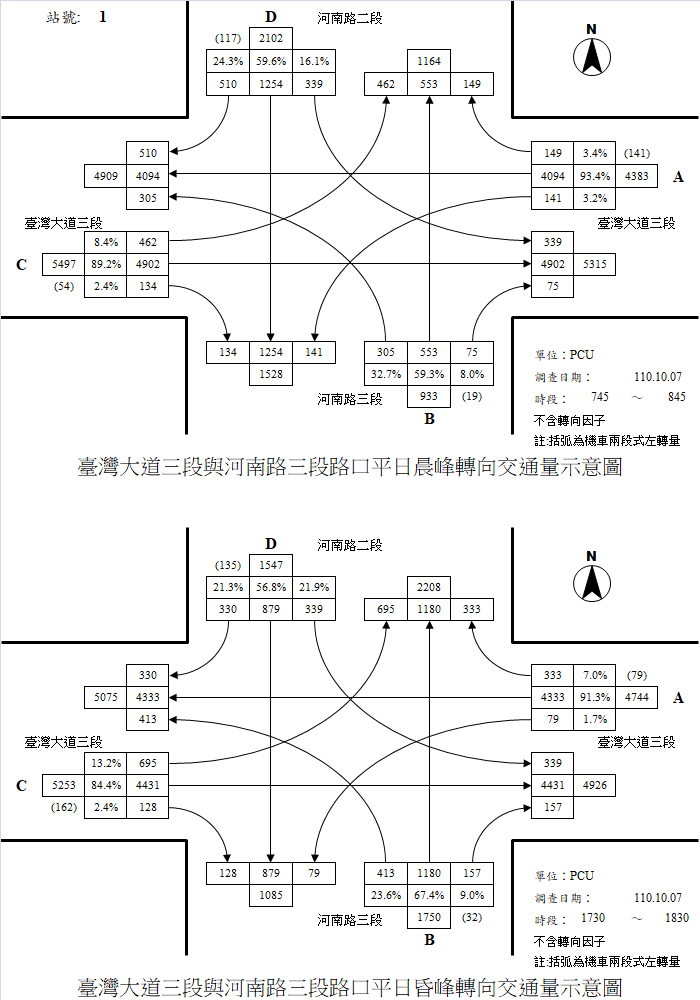 站號: 1
D
河南路二段
N
(117) 2102
24.3% 59.6% 16.1%
510 1254 339
1164
462 553 149
510
4909 4094
305
149 3.4% (141)
4094 93.4% 4383
141 3.2%
A
臺灣大道三段
臺灣大道三段
8.4% 462
C
5497 89.2% 4902
(54) 2.4% 134
339
4902 5315
75
134 1254 141
1528
305 553 75
32.7% 59.3% 8.0%
933 (19)
河南路三段
B
單位：PCU
調查日期： 110.10.07
時段： 745 ～ 845
不含轉向因子
註:括弧為機車兩段式左轉量
臺灣大道三段與河南路三段路口平日晨峰轉向交通量示意圖
D
河南路二段
N
(135) 1547
21.3% 56.8% 21.9%
330 879 339
2208
695 1180 333
330
5075 4333
413
333 7.0% (79)
4333 91.3% 4744
79 1.7%
A
臺灣大道三段
臺灣大道三段
13.2% 695
C
5253 84.4% 4431
(162) 2.4% 128
339
4431 4926
157
128 879 79
1085
413 1180 157
23.6% 67.4% 9.0%
1750 (32)
河南路三段
B
單位：PCU
調查日期： 110.10.07
時段： 1730 ～ 1830
不含轉向因子
註:括弧為機車兩段式左轉量
臺灣大道三段與河南路三段路口平日昏峰轉向交通量示意圖